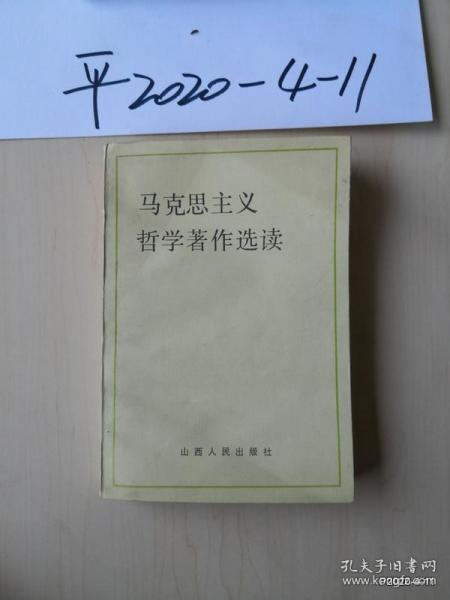 平2020-4-11
马克思主义
哲学著作选读
山西人民出版社
孔夫子旧书网